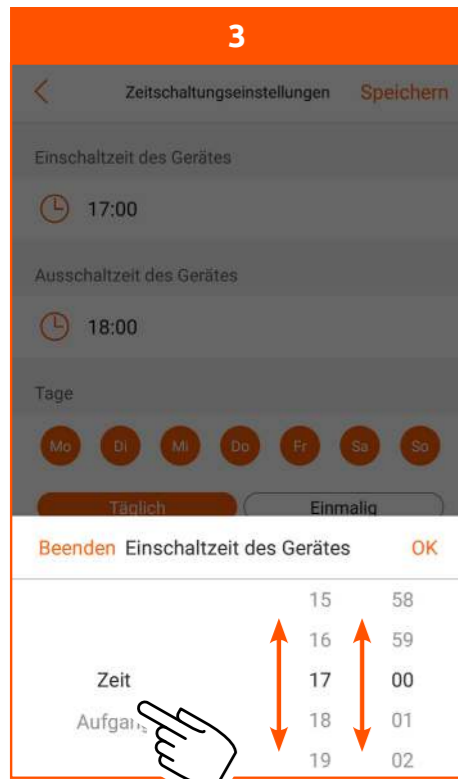 3
Zeitschaltungseinstellungen Speichern
Einschaltzeit des Gerätes
17:00
Ausschaltzeit des Gerätes
18:00
Tage
Mo Di Mi Do Fr Sa So
Täglich Einmalig
Beenden Einschaltzeit des Gerätes OK
15 58
16 59
Zeit 17 00
18 01
19 02